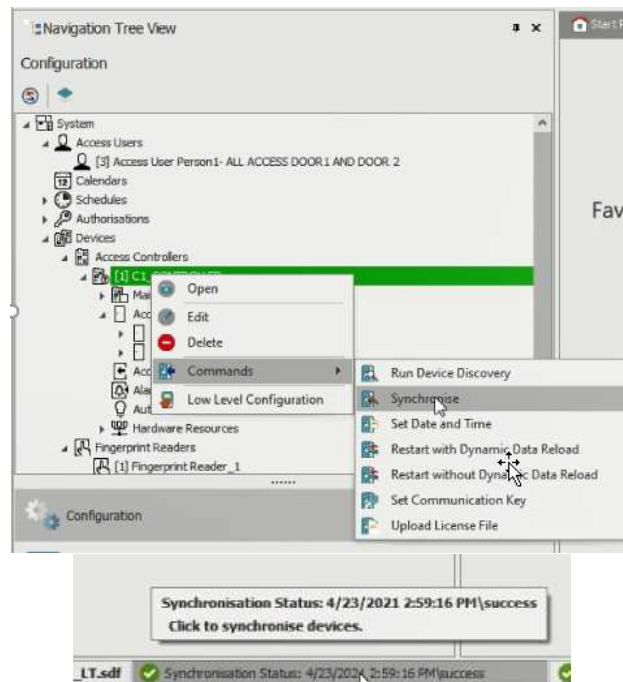 Navigation Tree View
Start
Configuration
System
Access Users
[3] Access User Person1- ALL ACCESS DOOR1 AND DOOR 2
12 Calendars
Schedules
Authorisations
Fav
Devices
Access Controllers
[1] C1_CONTROLLER
Open
Edit
Delete
Commands
Run Device Discovery
Synchronise
Low Level Configuration
Set Date and Time
Hardware Resources
Restart with Dynamic Data Reload
Fingerprint Readers
[1] Fingerprint Reader_1
Restart without Dynamic Data Reload
Configuration
Set Communication Key
Upload License File
Synchronisation Status: 4/23/2021 2:59:16 PM\success
Click to synchronise devices.
_LT.sdf Synchronisation Status: 4/23/2021 2:59:16 PM\success